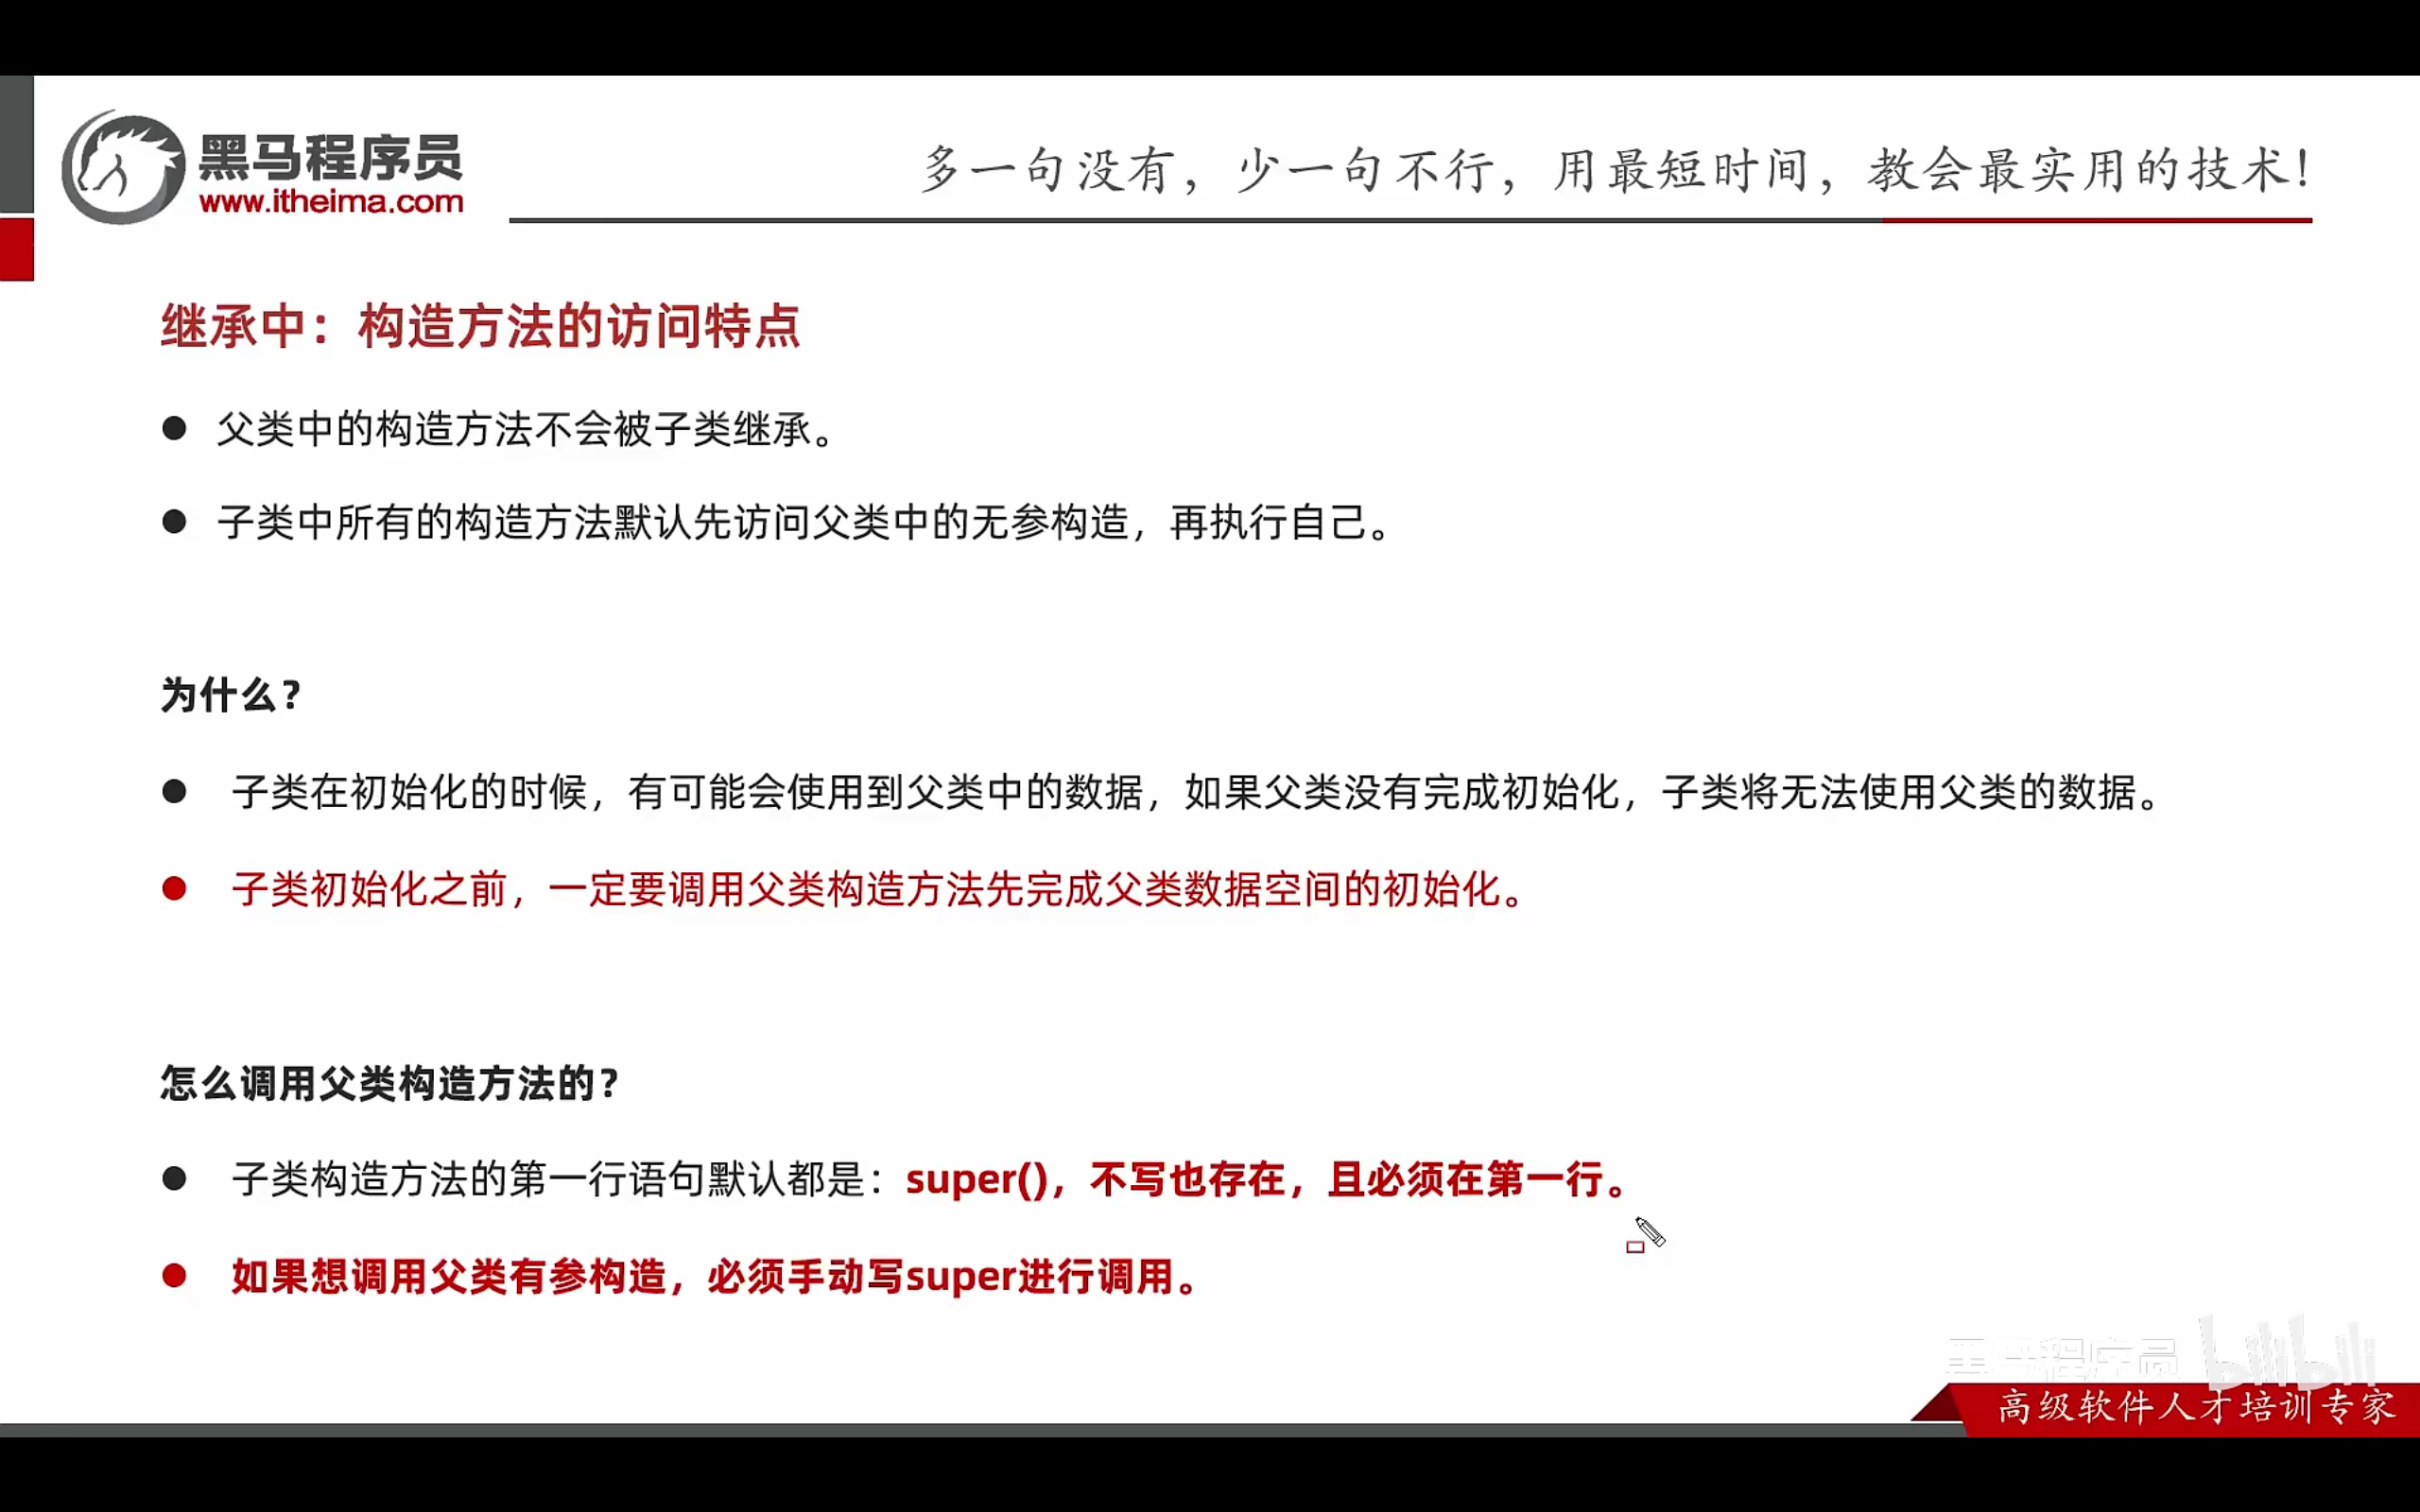 黑马程序员
www.itheima.com
多一句没有，少一句不行，用最短时间，教会最实用的技术！
继承中：构造方法的访问特点
父类中的构造方法不会被子类继承。
子类中所有的构造方法默认先访问父类中的无参构造，再执行自己。
为什么？
子类在初始化的时候，有可能会使用到父类中的数据，如果父类没有完成初始化，子类将无法使用父类的数据。
子类初始化之前，一定要调用父类构造方法先完成父类数据空间的初始化。
怎么调用父类构造方法的？
子类构造方法的第一行语句默认都是：super()，不写也存在，且必须在第一行。
如果想调用父类有参构造，必须手动写super进行调用。
黑马程序员 bilibili
高级软件人才培训专家